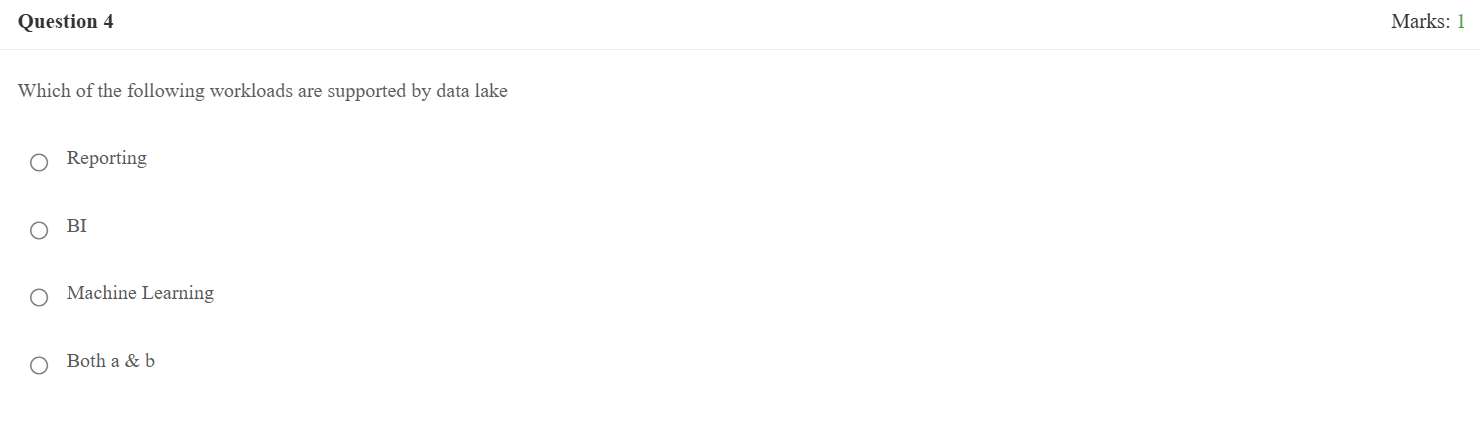 Question 4
Marks: 1
Which of the following workloads are supported by data lake
Reporting
BI
Machine Learning
Both a & b